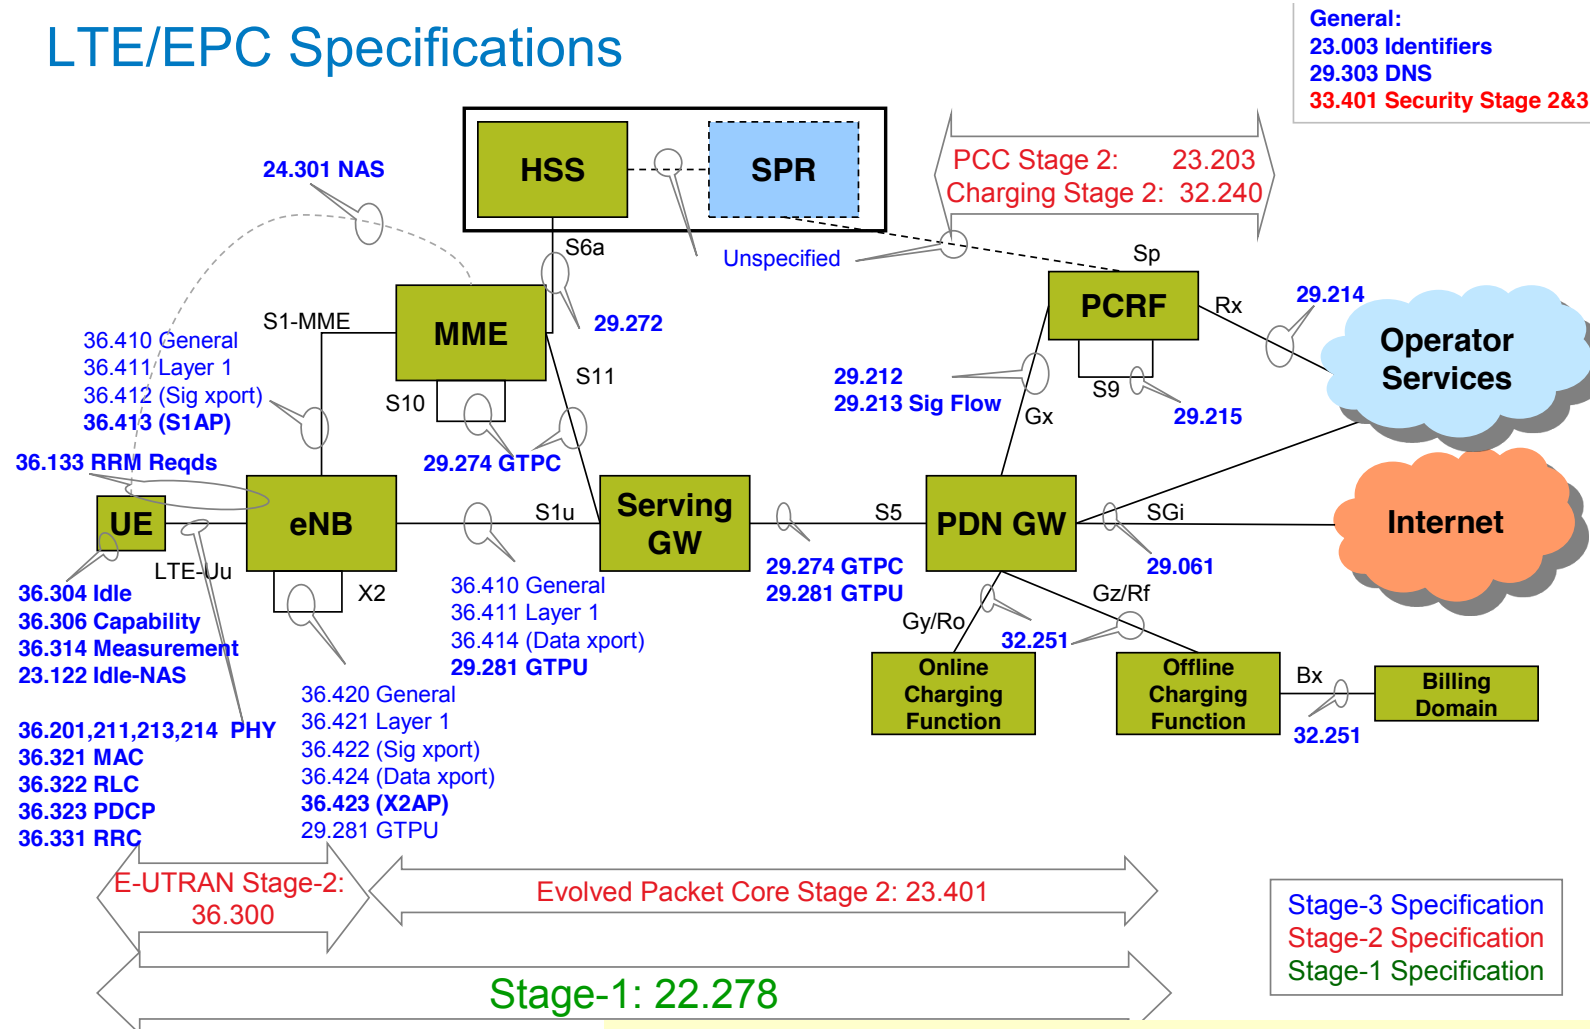 LTE/EPC Specifications
General:
23.003 Identifiers
29.303 DNS
33.401 Security Stage 2&3
HSS
SPR
PCC Stage 2: 23.203
Charging Stage 2: 32.240
24.301 NAS
S6a
Unspecified
Sp
PCRF
Rx
29.214
Operator
Services
S1-MME
MME
29.272
36.410 General
36.411 Layer 1
36.412 (Sig xport)
36.413 (S1AP)
S10
S11
29.212
29.213 Sig Flow
Gx
S9
29.215
29.274 GTPC
36.133 RRM Reqds
UE
eNB
S1u
Serving
GW
S5
PDN GW
SGi
Internet
LTE-Uu
X2
36.304 Idle
36.306 Capability
36.314 Measurement
23.122 Idle-NAS
36.410 General
36.411 Layer 1
36.414 (Data xport)
29.281 GTPU
29.274 GTPC
29.281 GTPU
29.061
Gy/Ro
Gz/Rf
32.251
Online
Charging
Function
Offline
Charging
Function
Bx
Billing
Domain
32.251
36.201,211,213,214 PHY
36.321 MAC
36.322 RLC
36.323 PDCP
36.331 RRC
36.420 General
36.421 Layer 1
36.422 (Sig xport)
36.424 (Data xport)
36.423 (X2AP)
29.281 GTPU
E-UTRAN Stage-2:
36.300
Evolved Packet Core Stage 2: 23.401
Stage-1: 22.278
Stage-3 Specification
Stage-2 Specification
Stage-1 Specification